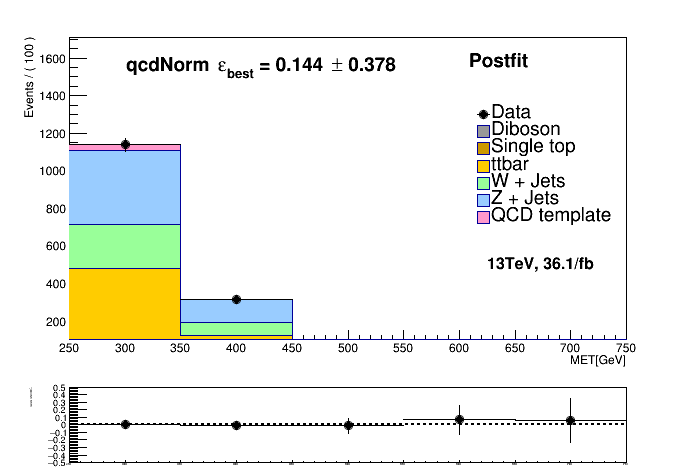 qcdNorm ε_best = 0.144 ± 0.378
Postfit
Events / ( 100 )
1600
1400
1200
1000
800
600
400
200
Data
Diboson
Single top
ttbar
W + Jets
Z + Jets
QCD template
13TeV, 36.1/fb
250 300 350 400 450 500 550 600 650 700 750
MET[GeV]
0.5
0.4
0.3
0.2
0.1
0
−0.1
−0.2
−0.3
−0.4
−0.5